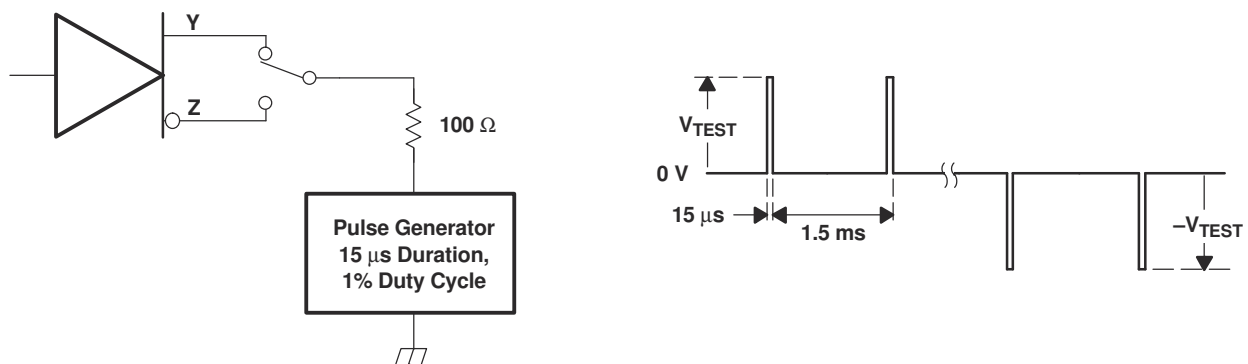 Y
Z
100 Ω
Pulse Generator
15 μs Duration,
1% Duty Cycle
VTEST
0 V
15 μs
1.5 ms
–VTEST